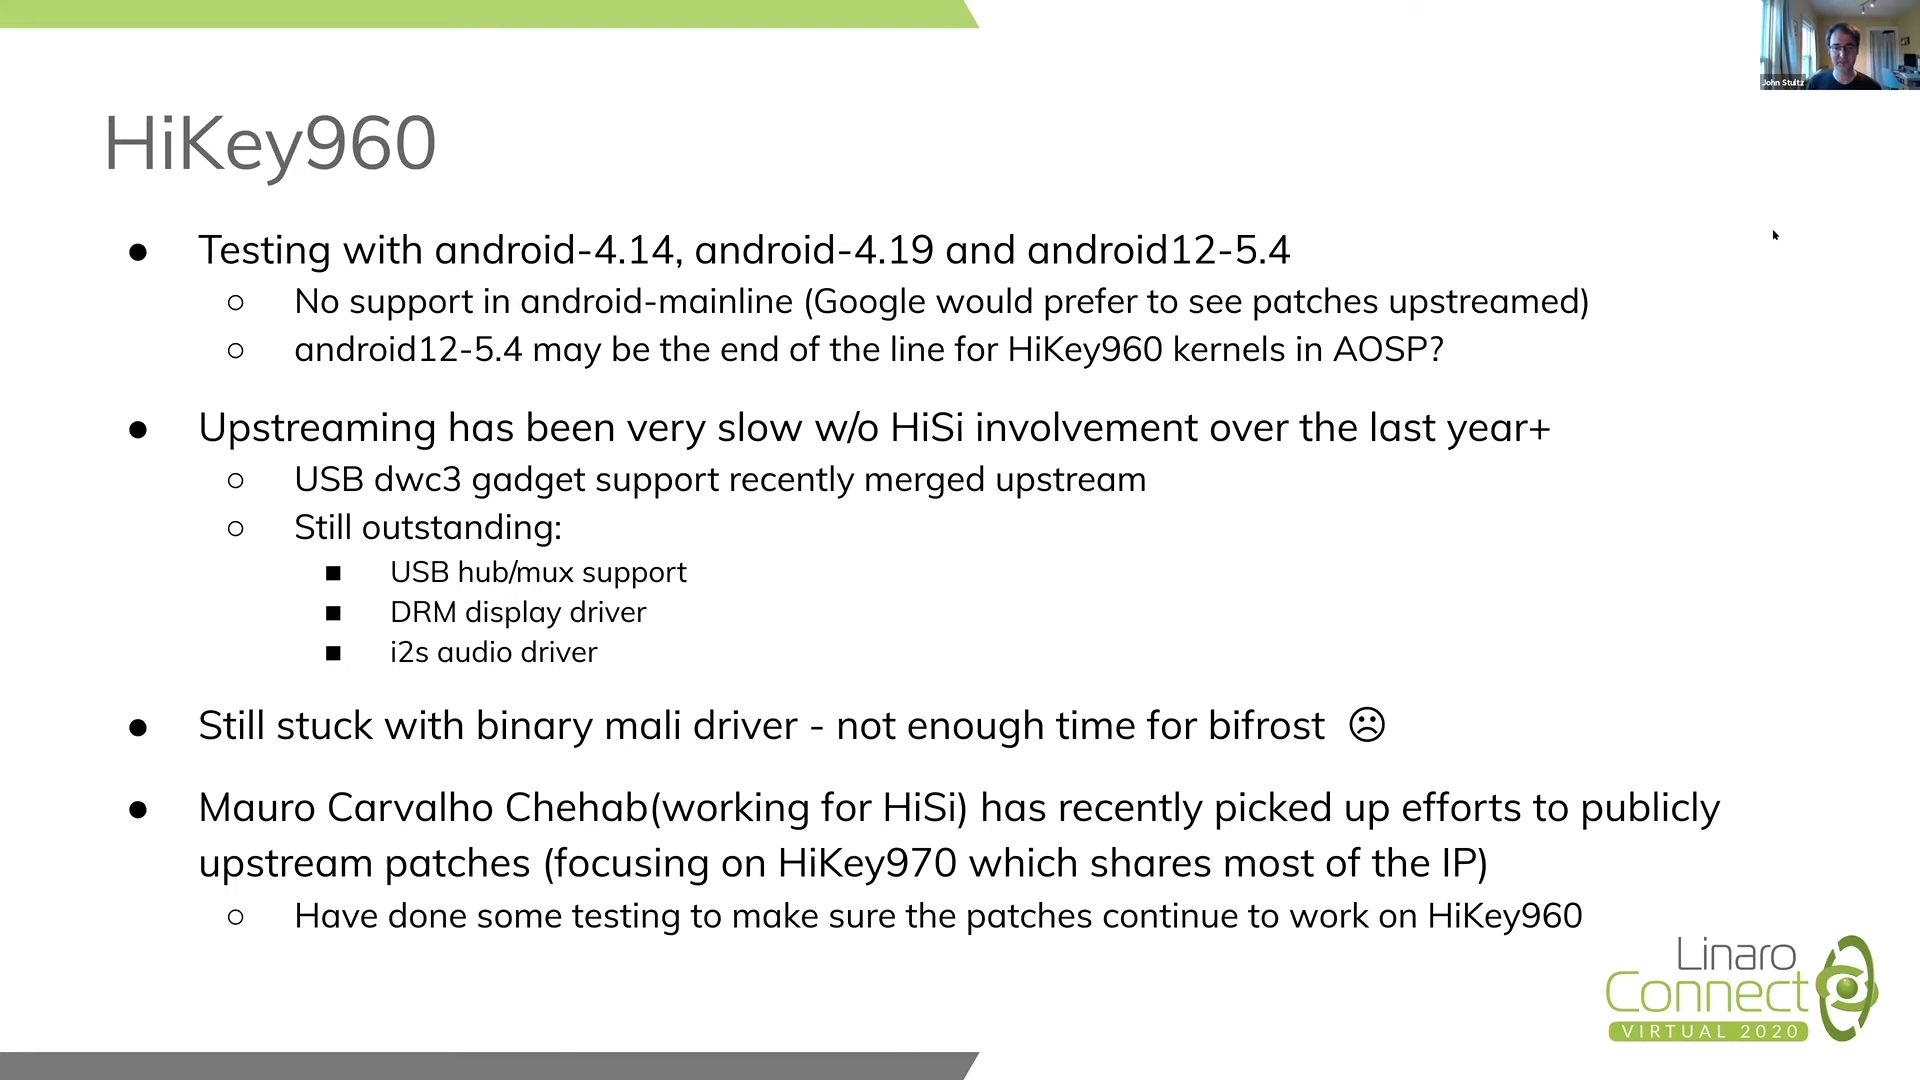 John Stultz
HiKey960
● Testing with android-4.14, android-4.19 and android12-5.4
○ No support in android-mainline (Google would prefer to see patches upstreamed)
○ android12-5.4 may be the end of the line for HiKey960 kernels in AOSP?
● Upstreaming has been very slow w/o HiSi involvement over the last year+
○ USB dwc3 gadget support recently merged upstream
○ Still outstanding:
■ USB hub/mux support
■ DRM display driver
■ i2s audio driver
● Still stuck with binary mali driver - not enough time for bifrost ☹
● Mauro Carvalho Chehab(working for HiSi) has recently picked up efforts to publicly
upstream patches (focusing on HiKey970 which shares most of the IP)
○ Have done some testing to make sure the patches continue to work on HiKey960
Linaro
Connect
VIRTUAL 2020